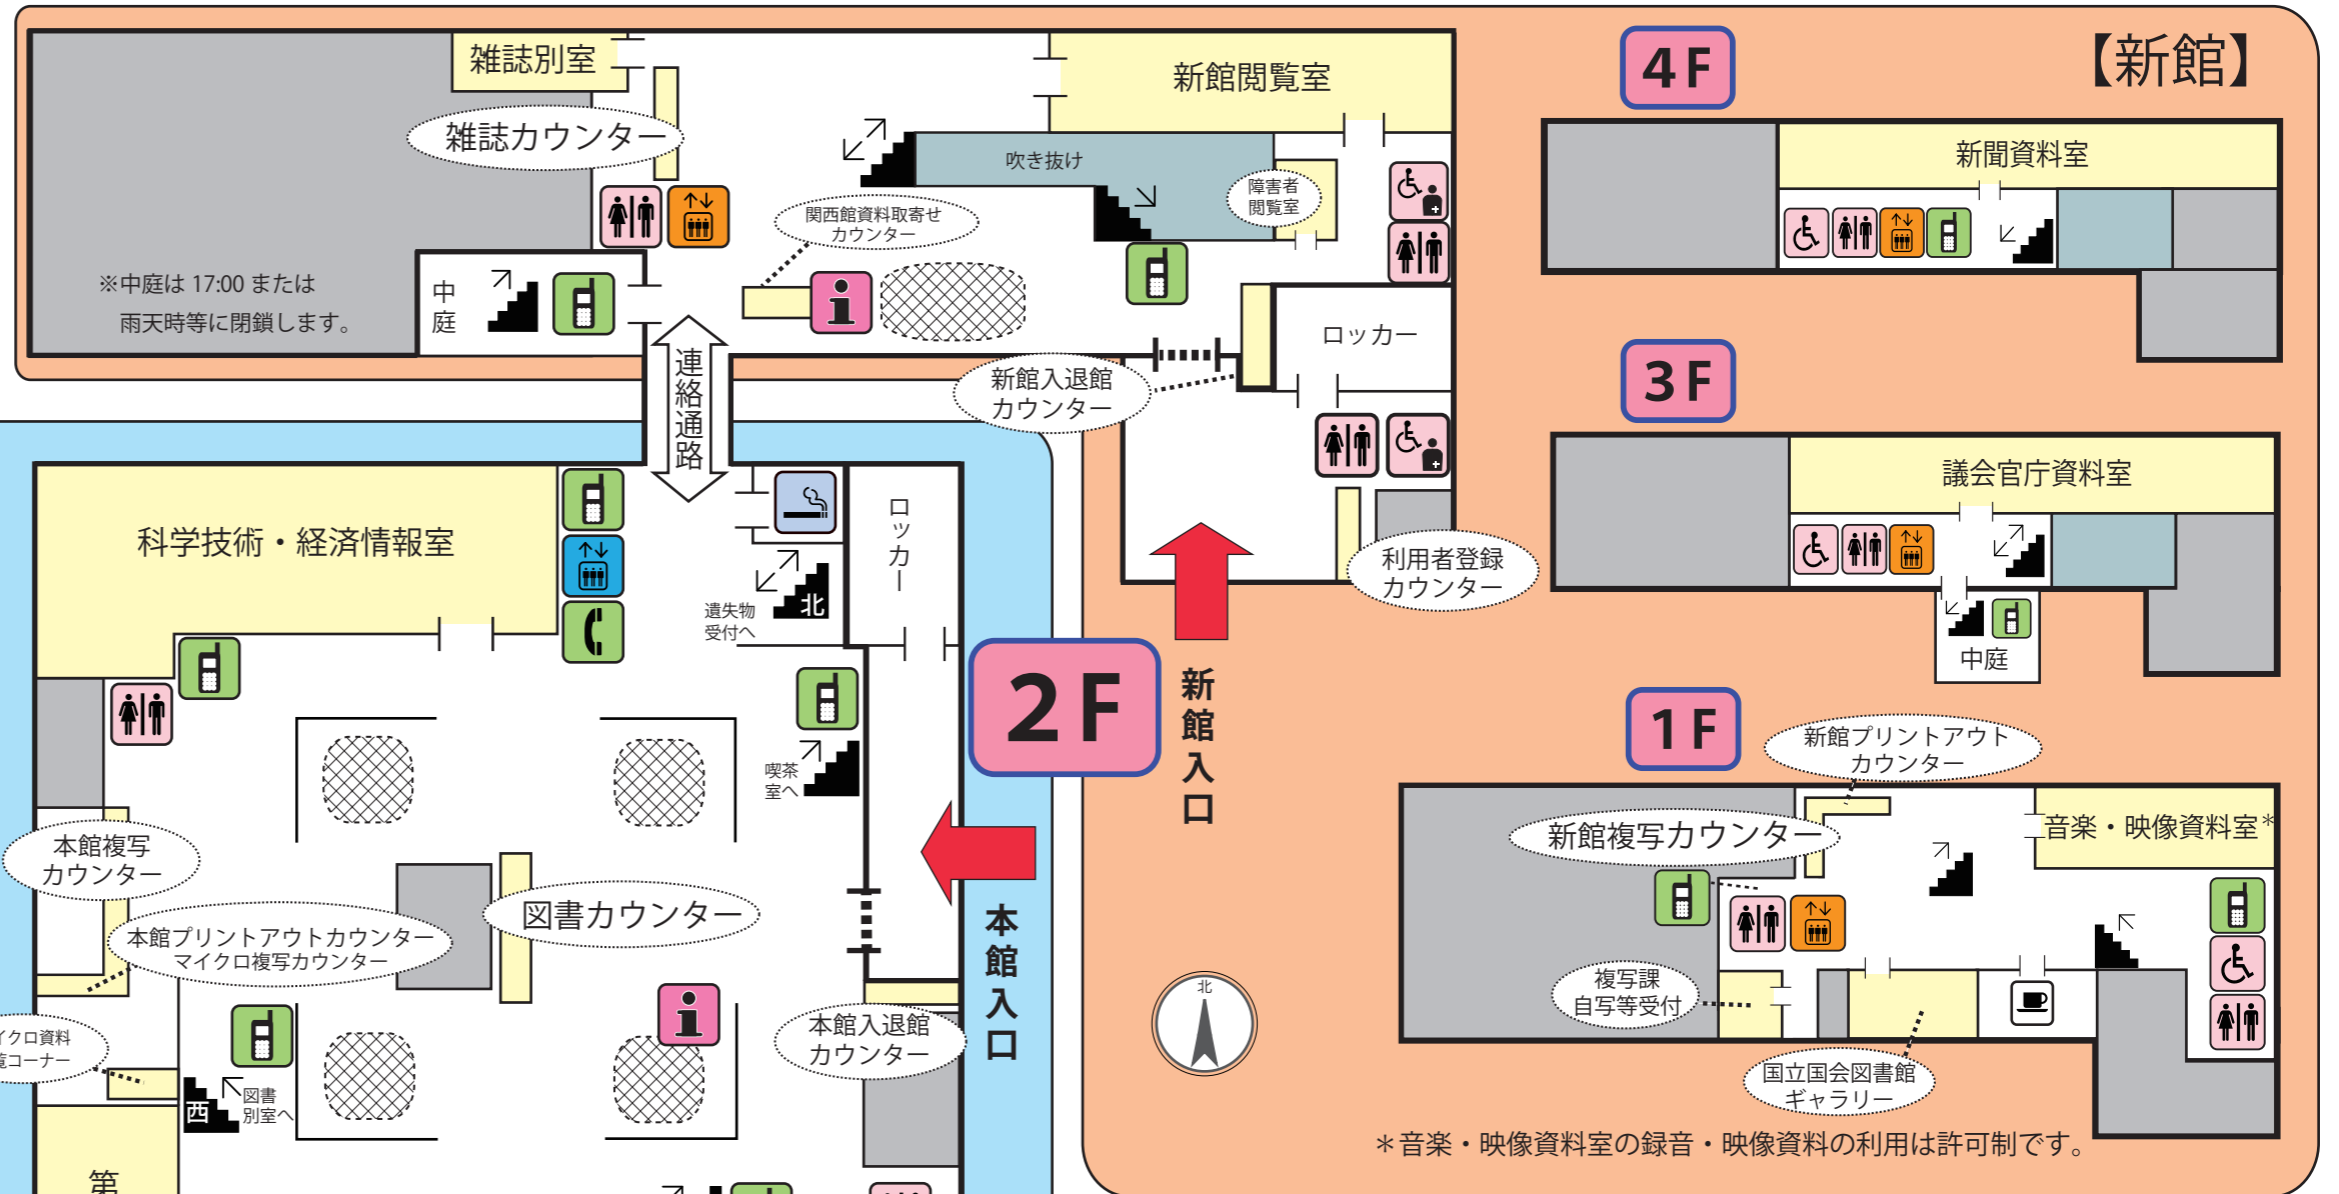 【新館】
雑誌別室
新館閲覧室
雑誌カウンター
吹き抜け
障害者
閲覧室
関西館資料取寄せ
カウンター
※中庭は 17:00 または
雨天時等に閉鎖します。
中庭
ロッカー
連絡通路
新館入退館
カウンター
利用者登録
カウンター
新館入口
4F
新聞資料室
3F
議会官庁資料室
中庭
1F
新館プリントアウト
カウンター
新館複写カウンター
音楽・映像資料室*
複写課
自写等受付
国立国会図書館
ギャラリー
北
*音楽・映像資料室の録音・映像資料の利用は許可制です。
2F
科学技術・経済情報室
ロッカー
北
遺失物
受付へ
喫茶
室へ
本館複写
カウンター
本館プリントアウトカウンター
マイクロ複写カウンター
図書カウンター
本館入口
本館入退館
カウンター
イクロ資料
覧コーナー
西
図書
別室へ
第